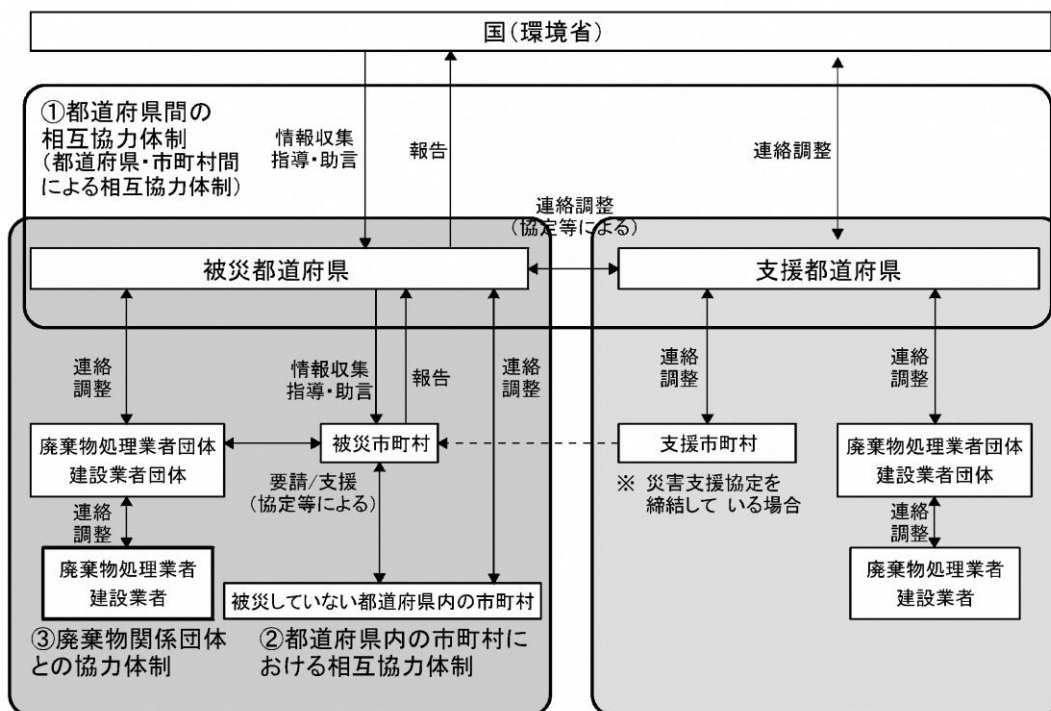 国(環境省)
①都道府県間の
相互協力体制
(都道府県・市町村間
による相互協力体制)
情報収集
指導・助言
報告
連絡調整
連絡調整
(協定等による)
被災都道府県
支援都道府県
連絡
調整
情報収集
指導・助言
報告
連絡
調整
連絡
調整
連絡
調整
廃棄物処理業者団体
建設業者団体
被災市町村
支援市町村
廃棄物処理業者団体
建設業者団体
要請/支援
(協定等による)
※ 災害支援協定を
締結して いる場合
連絡
調整
連絡
調整
廃棄物処理業者
建設業者
被災していない都道府県内の市町村
廃棄物処理業者
建設業者
③廃棄物関係団体
との協力体制
②都道府県内の市町村に
おける相互協力体制